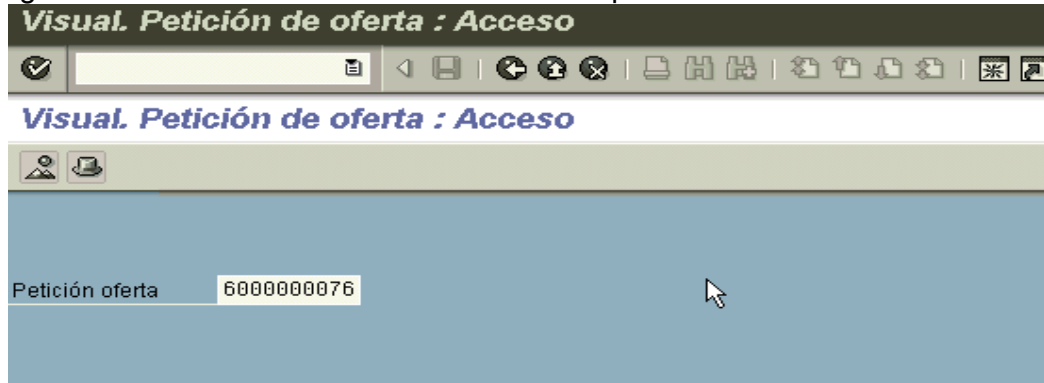 Visual. Petición de oferta : Acceso
Visual. Petición de oferta : Acceso
Petición oferta 6000000076